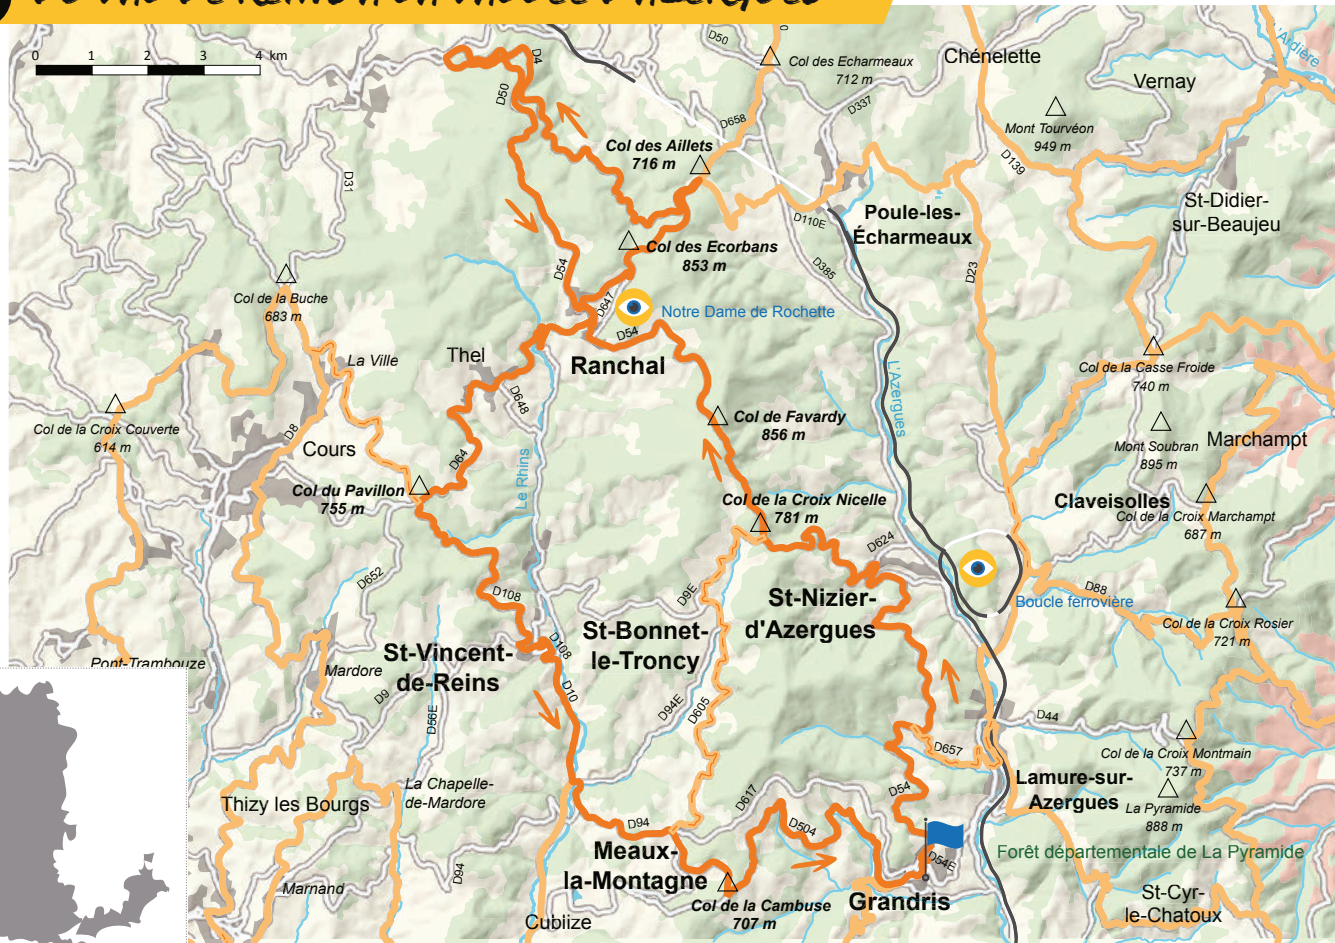 0 1 2 3 4 km
D50
D4
D50
Col des Echarmeaux
712 m
Chénelette
Vernay
L'Ardière
D337
D658
Mont Tourvéon
949 m
D139
Col des Aillets
716 m
D31
St-Didier-
sur-Beaujeu
Poule-les-
Écharmeaux
D110E
D385
D23
Col des Ecorbans
853 m
D54
D647
Col de la Buche
683 m
Notre Dame de Rochette
D54
Ranchal
Thel
La Ville
D648
L'Azergues
Col de la Casse Froide
740 m
Col de la Croix Couverte
614 m
D8
Cours
Col de Favardy
856 m
Mont Soubran
895 m
Marchampt
D64
Le Rhins
Col du Pavillon
755 m
Col de la Croix Nicelle
781 m
Claveisolles
Col de la Croix Marchampt
687 m
D624
D652
D108
D9E
St-Nizier-
d'Azergues
D88
Boucle ferrovière
Col de la Croix Rosier
721 m
St-Bonnet-
le-Troncy
D108
St-Vincent-
de-Reins
Pont-Trambouze
Mardore
D9
D56E
D10
D94E
D605
D44
D657
Col de la Croix Montmain
737 m
Lamure-sur-
Azergues
La Pyramide
888 m
D54
La Chapelle-
de-Mardore
Thizy les Bourgs
D617
D94
D504
Meaux-
la-Montagne
D54E
Forêt départementale de La Pyramide
D94
Marnand
Col de la Cambuse
707 m
Grandris
St-Cyr-
le-Chatoux
Cublize